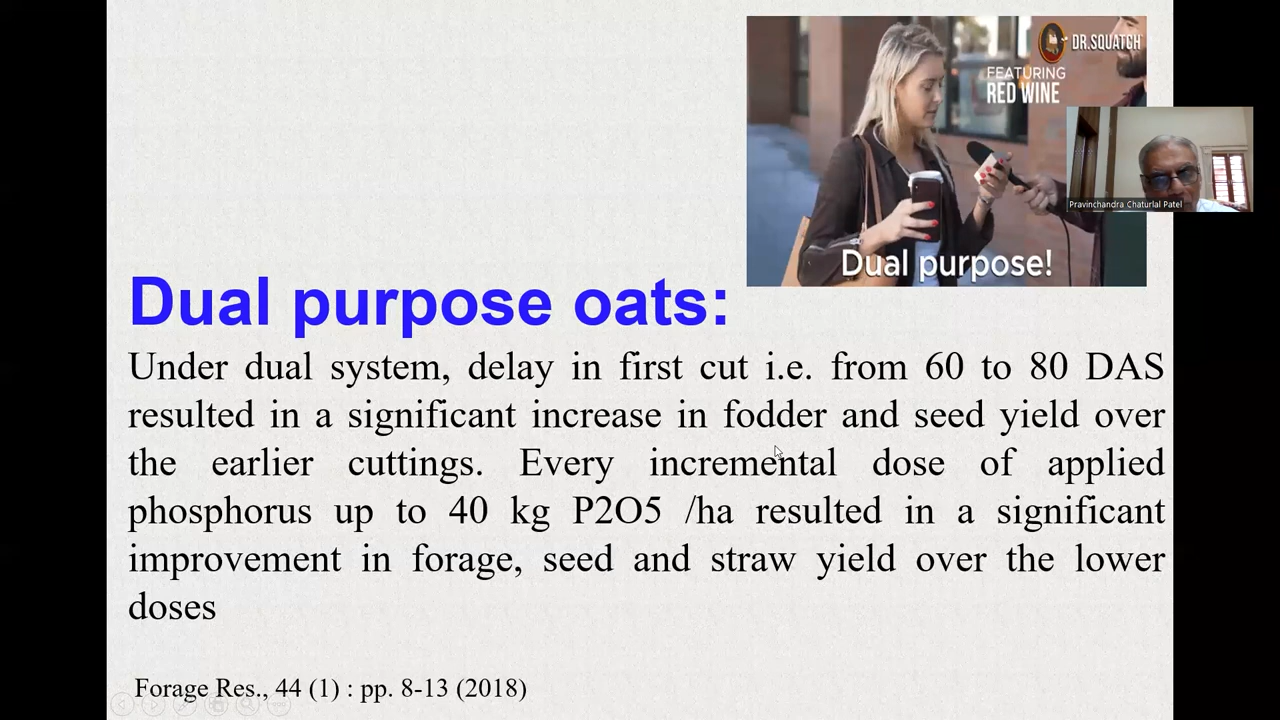 DR.SQUATCH
FEATURING
RED WINE
Pravinchandra Chaturlal Patel
Dual purpose!
Dual purpose oats:
Under dual system, delay in first cut i.e. from 60 to 80 DAS
resulted in a significant increase in fodder and seed yield over
the earlier cuttings. Every incremental dose of applied
phosphorus up to 40 kg P2O5 /ha resulted in a significant
improvement in forage, seed and straw yield over the lower
doses
Forage Res., 44 (1) : pp. 8-13 (2018)